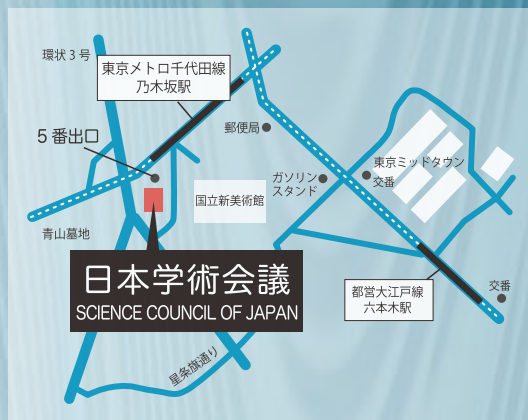 環状3号
東京メトロ千代田線
乃木坂駅
5番出口
郵便局
ガソリン
スタンド
東京ミッドタウン
交番
国立新美術館
青山墓地
日本学術会議
SCIENCE COUNCIL OF JAPAN
都営大江戸線
六本木駅
交番
星条旗通り